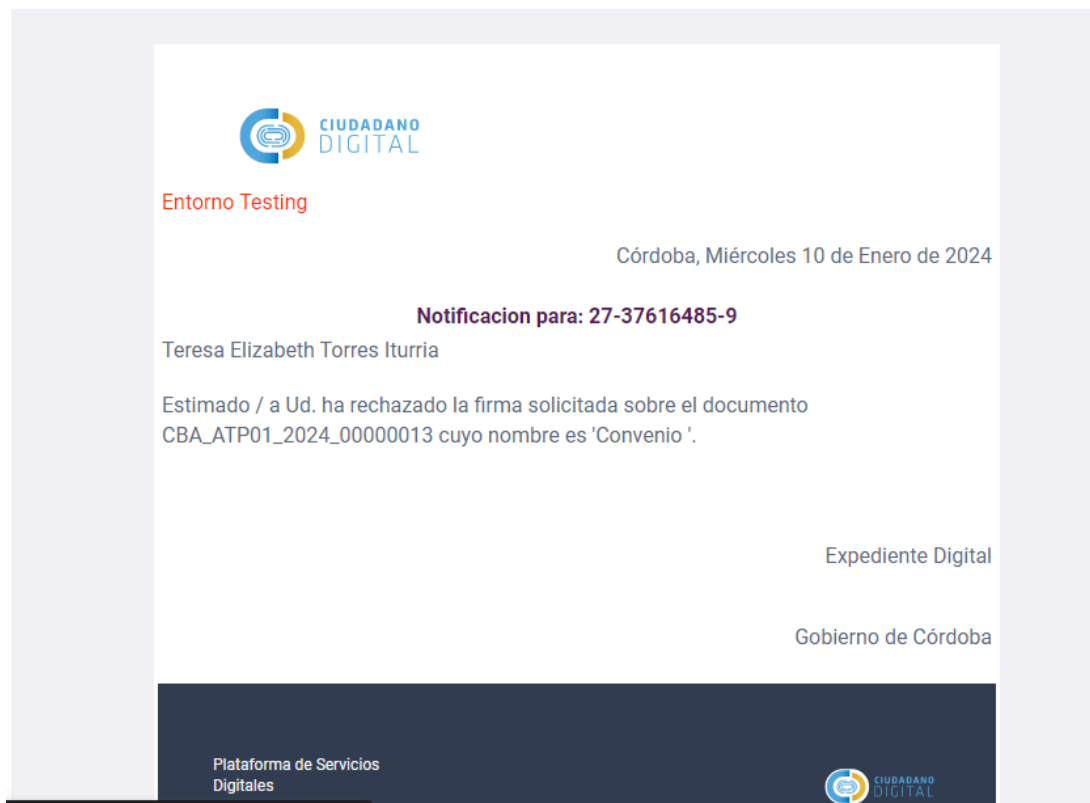 CIUDADANO
DIGITAL
Entorno Testing
Córdoba, Miércoles 10 de Enero de 2024
Notificacion para: 27-37616485-9
Teresa Elizabeth Torres Iturria
Estimado / a Ud. ha rechazado la firma solicitada sobre el documento
CBA_ATP01_2024_00000013 cuyo nombre es 'Convenio '.
Expediente Digital
Gobierno de Córdoba
Plataforma de Servicios
Digitales
CIUDADANO
DIGITAL